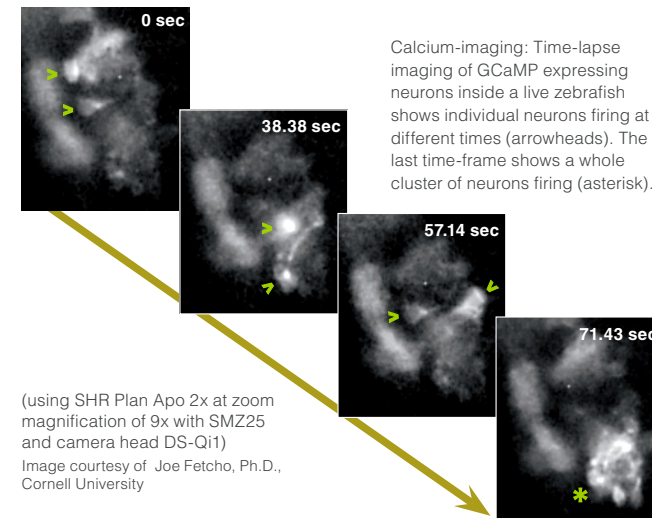 0 sec
Calcium-imaging: Time-lapse
imaging of GCaMP expressing
neurons inside a live zebrafish
shows individual neurons firing at
different times (arrowheads). The
last time-frame shows a whole
cluster of neurons firing (asterisk).
38.38 sec
57.14 sec
71.43 sec
*
(using SHR Plan Apo 2x at zoom
magnification of 9x with SMZ25
and camera head DS-Qi1)
Image courtesy of Joe Fetcho, Ph.D.,
Cornell University